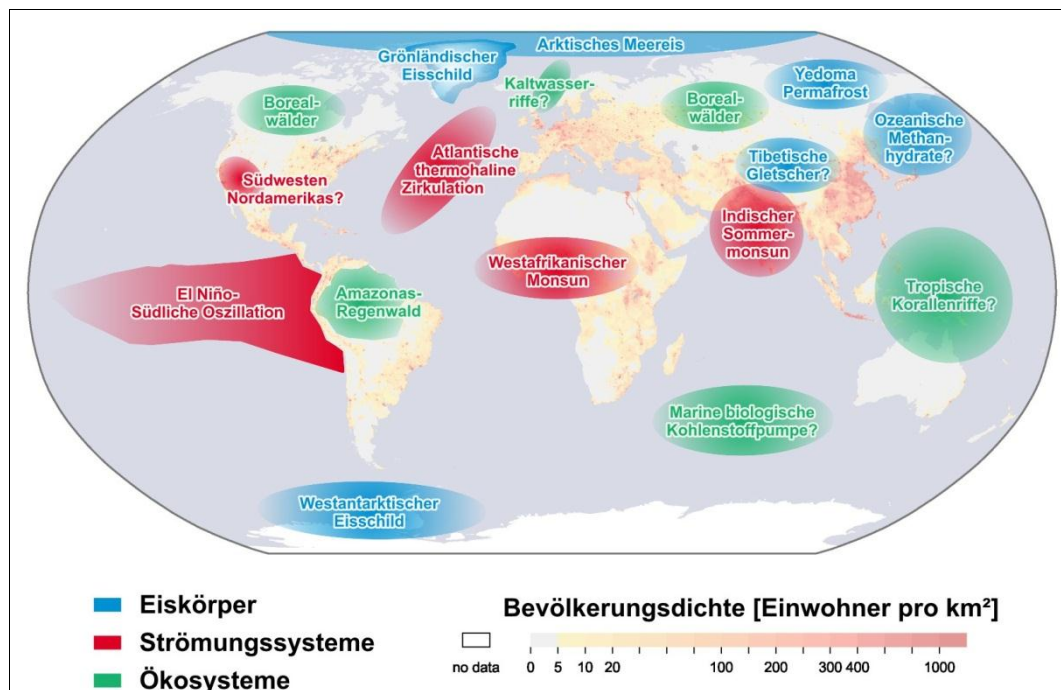 Arktisches Meereis
Grönländischer
Eisschild
Kaltwasser-
riffe?
Yedoma
Permafrost
Boreal-
wälder
Boreal-
wälder
Ozeanische
Methan-
hydrate?
Atlantische
thermohaline
Zirkulation
Tibetische
Gletscher?
Südwesten
Nordamerikas?
Indischer
Sommer-
monsun
Westafrikanischer
Monsun
El Niño-
Südliche Oszillation
Amazonas-
Regenwald
Tropische
Korallenriffe?
Marine biologische
Kohlenstoffpumpe?
Westantarktischer
Eisschild
Eiskörper
Strömungssysteme
Ökosysteme
Bevölkerungsdichte [Einwohner pro km²]
no data 0 5 10 20 100 200 300 400 1000